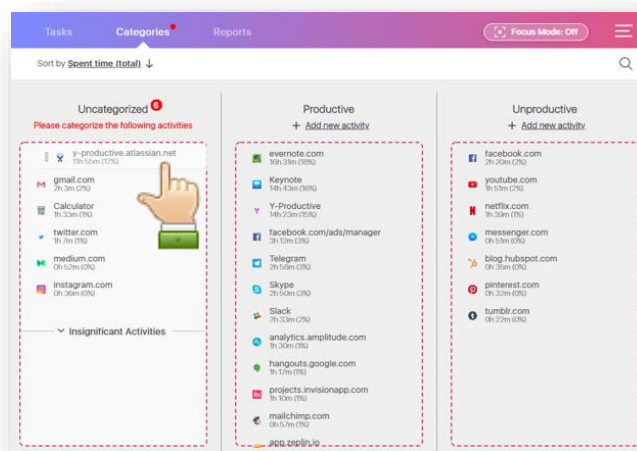 Tasks
Categories
Reports
Focus Mode: Off
Sort by Spent time (total) ↓
Uncategorized 6
Please categorize the following activities
y-productive.atlassian.net
11h 55m (12%)
gmail.com
2h 3m (2%)
Calculator
1h 33m (1%)
twitter.com
1h 7m (1%)
medium.com
0h 52m (0%)
instagram.com
0h 36m (0%)
Insignificant Activities
Productive
+ Add new activity
evernote.com
16h 31m (18%)
Keynote
14h 43m (16%)
Y-Productive
14h 23m (15%)
facebook.com/ads/manager
3h 12m (3%)
Telegram
2h 58m (3%)
Skype
2h 50m (3%)
Slack
2h 33m (2%)
analytics.amplitude.com
1h 30m (1%)
hangouts.google.com
1h 17m (1%)
projects.invisionapp.com
1h 10m (1%)
mailchimp.com
0h 57m (1%)
app.zeplin.io
Unproductive
+ Add new activity
facebook.com
2h 20m (2%)
youtube.com
1h 51m (2%)
netflix.com
1h 39m (1%)
messenger.com
0h 51m (0%)
blog.hubspot.com
0h 35m (0%)
pinterest.com
0h 32m (0%)
tumblr.com
0h 22m (0%)